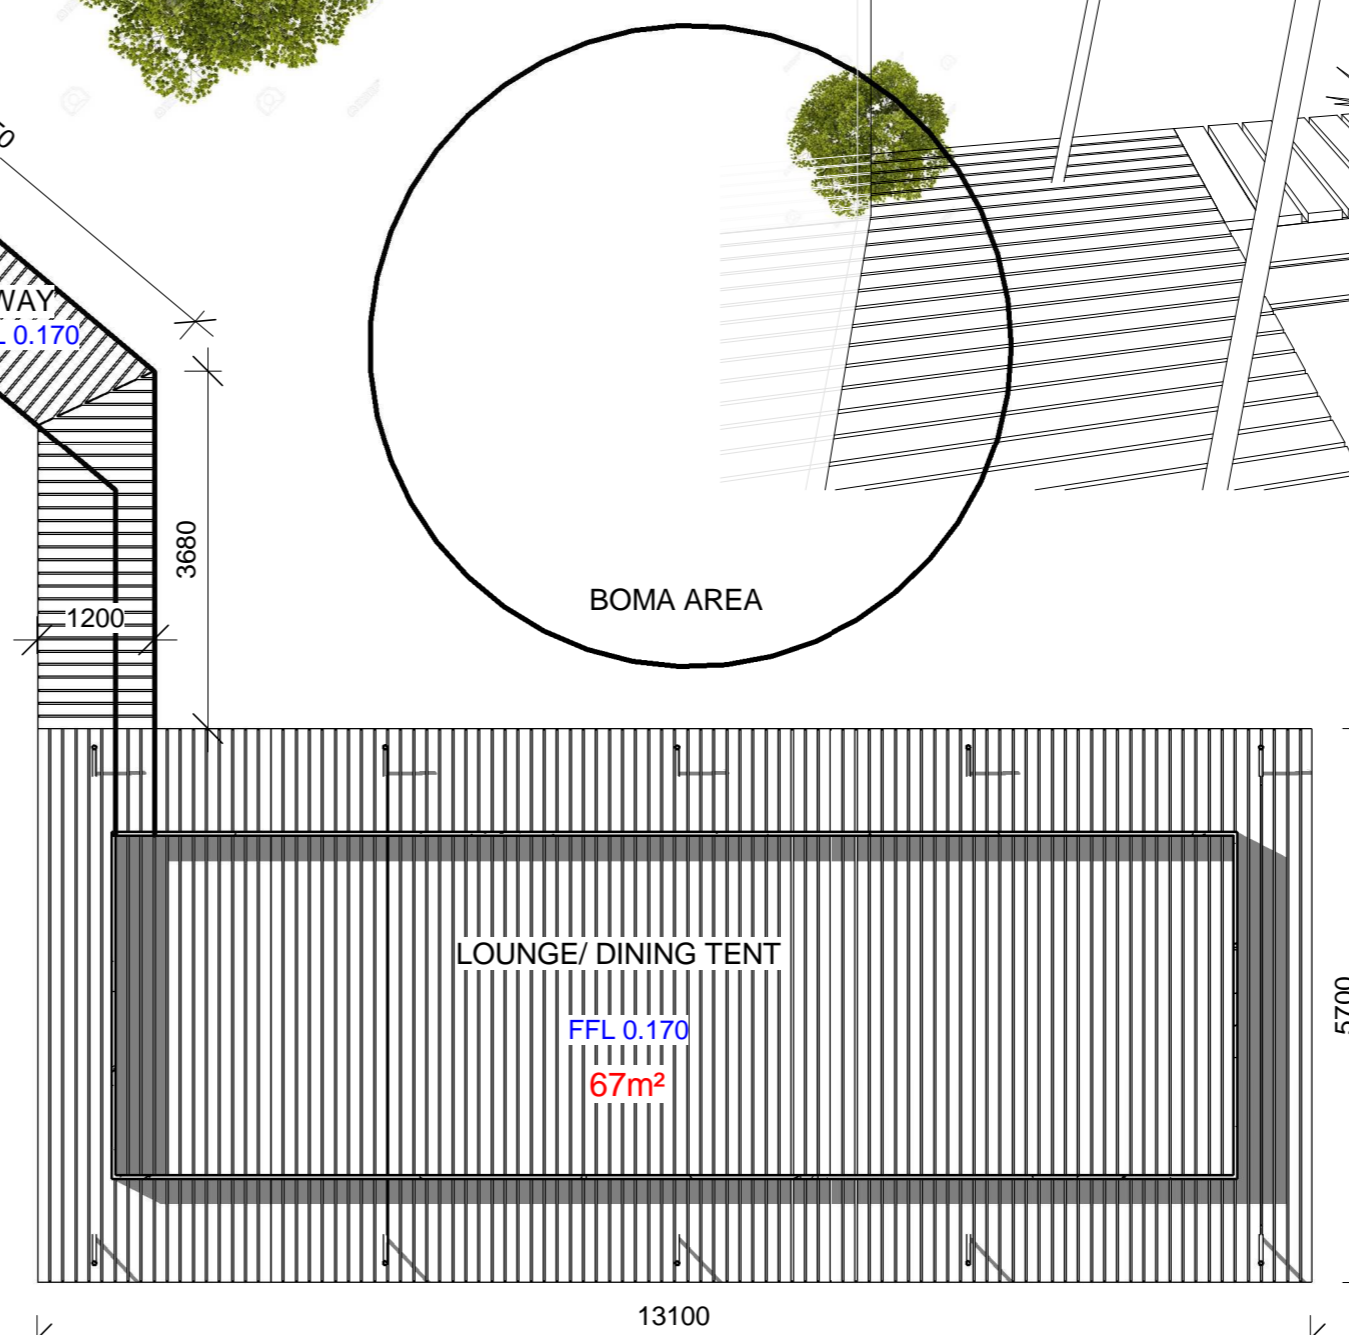 WAY
L 0.170
3680
1200
BOMA AREA
LOUNGE/ DINING TENT
FFL 0.170
67m²
5700
13100